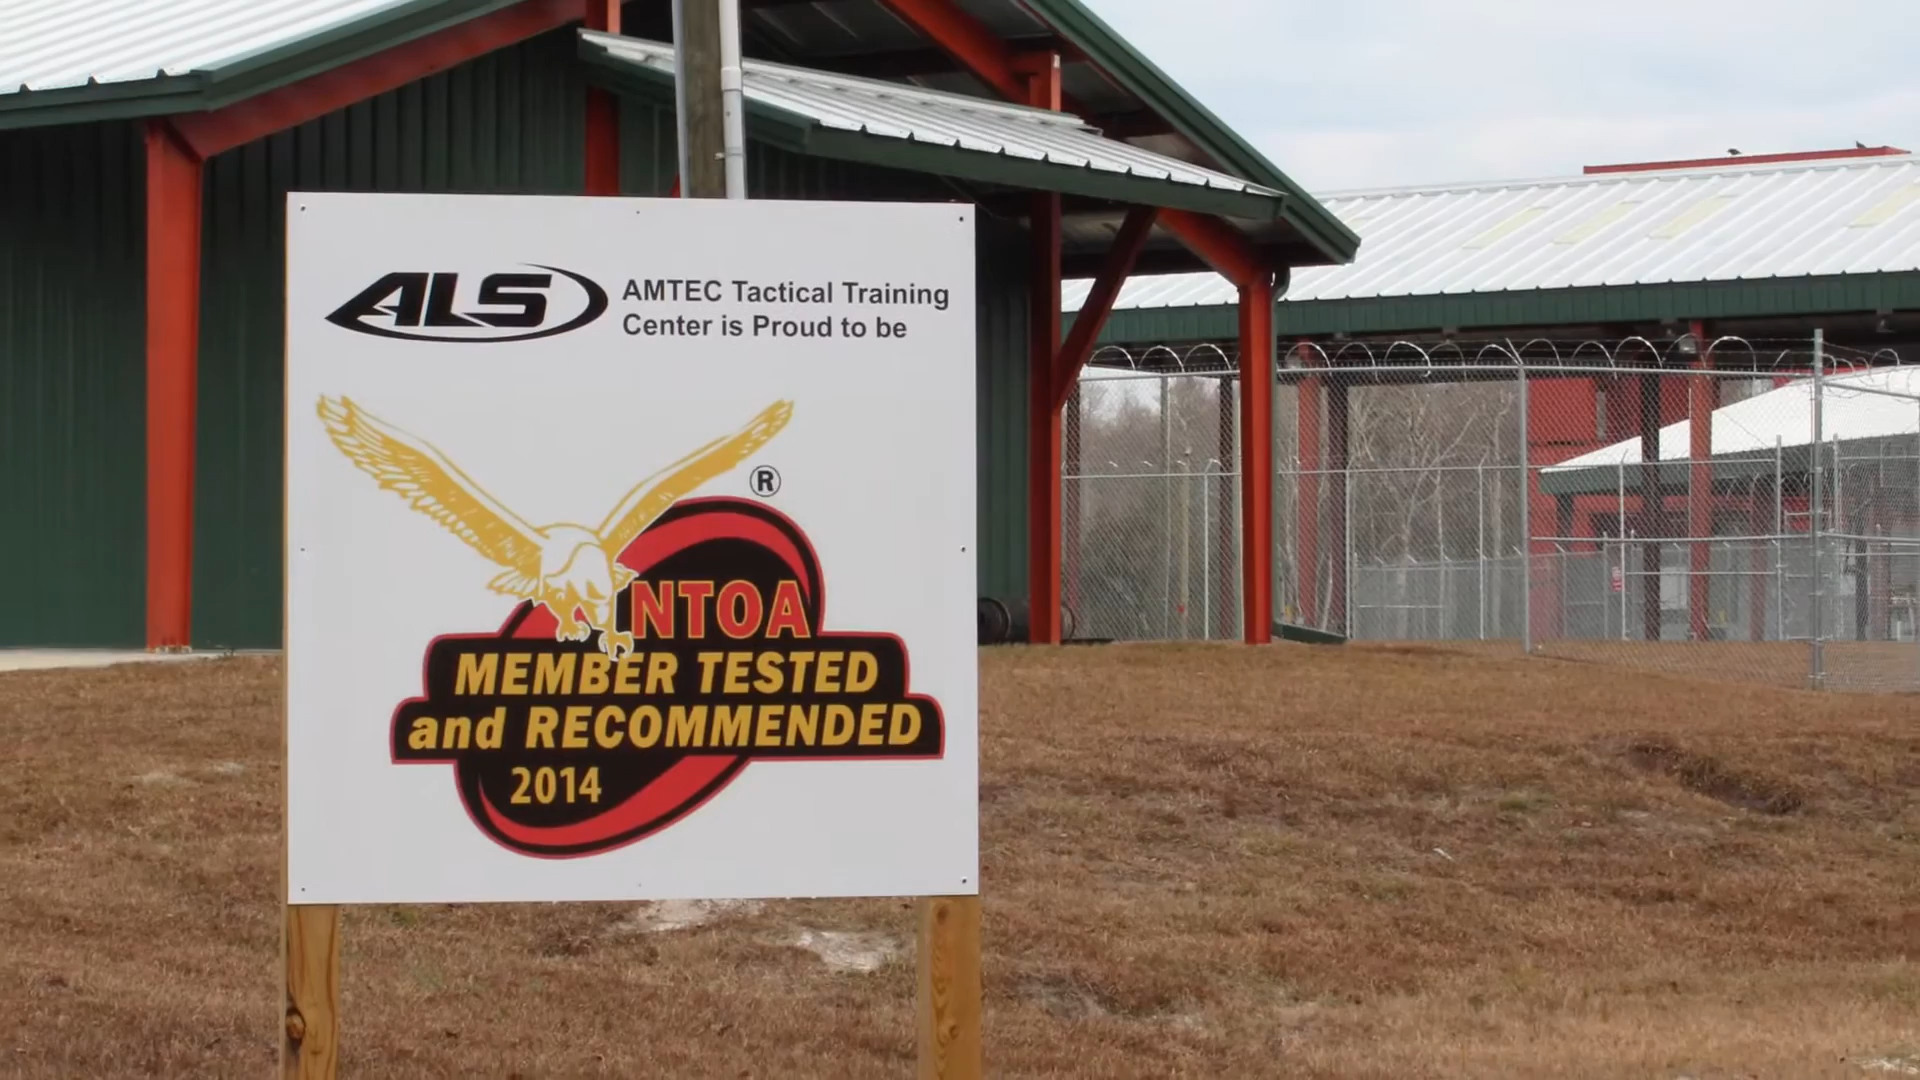 ALS
AMTEC Tactical Training
Center is Proud to be
®
NTOA
MEMBER TESTED
and RECOMMENDED
2014